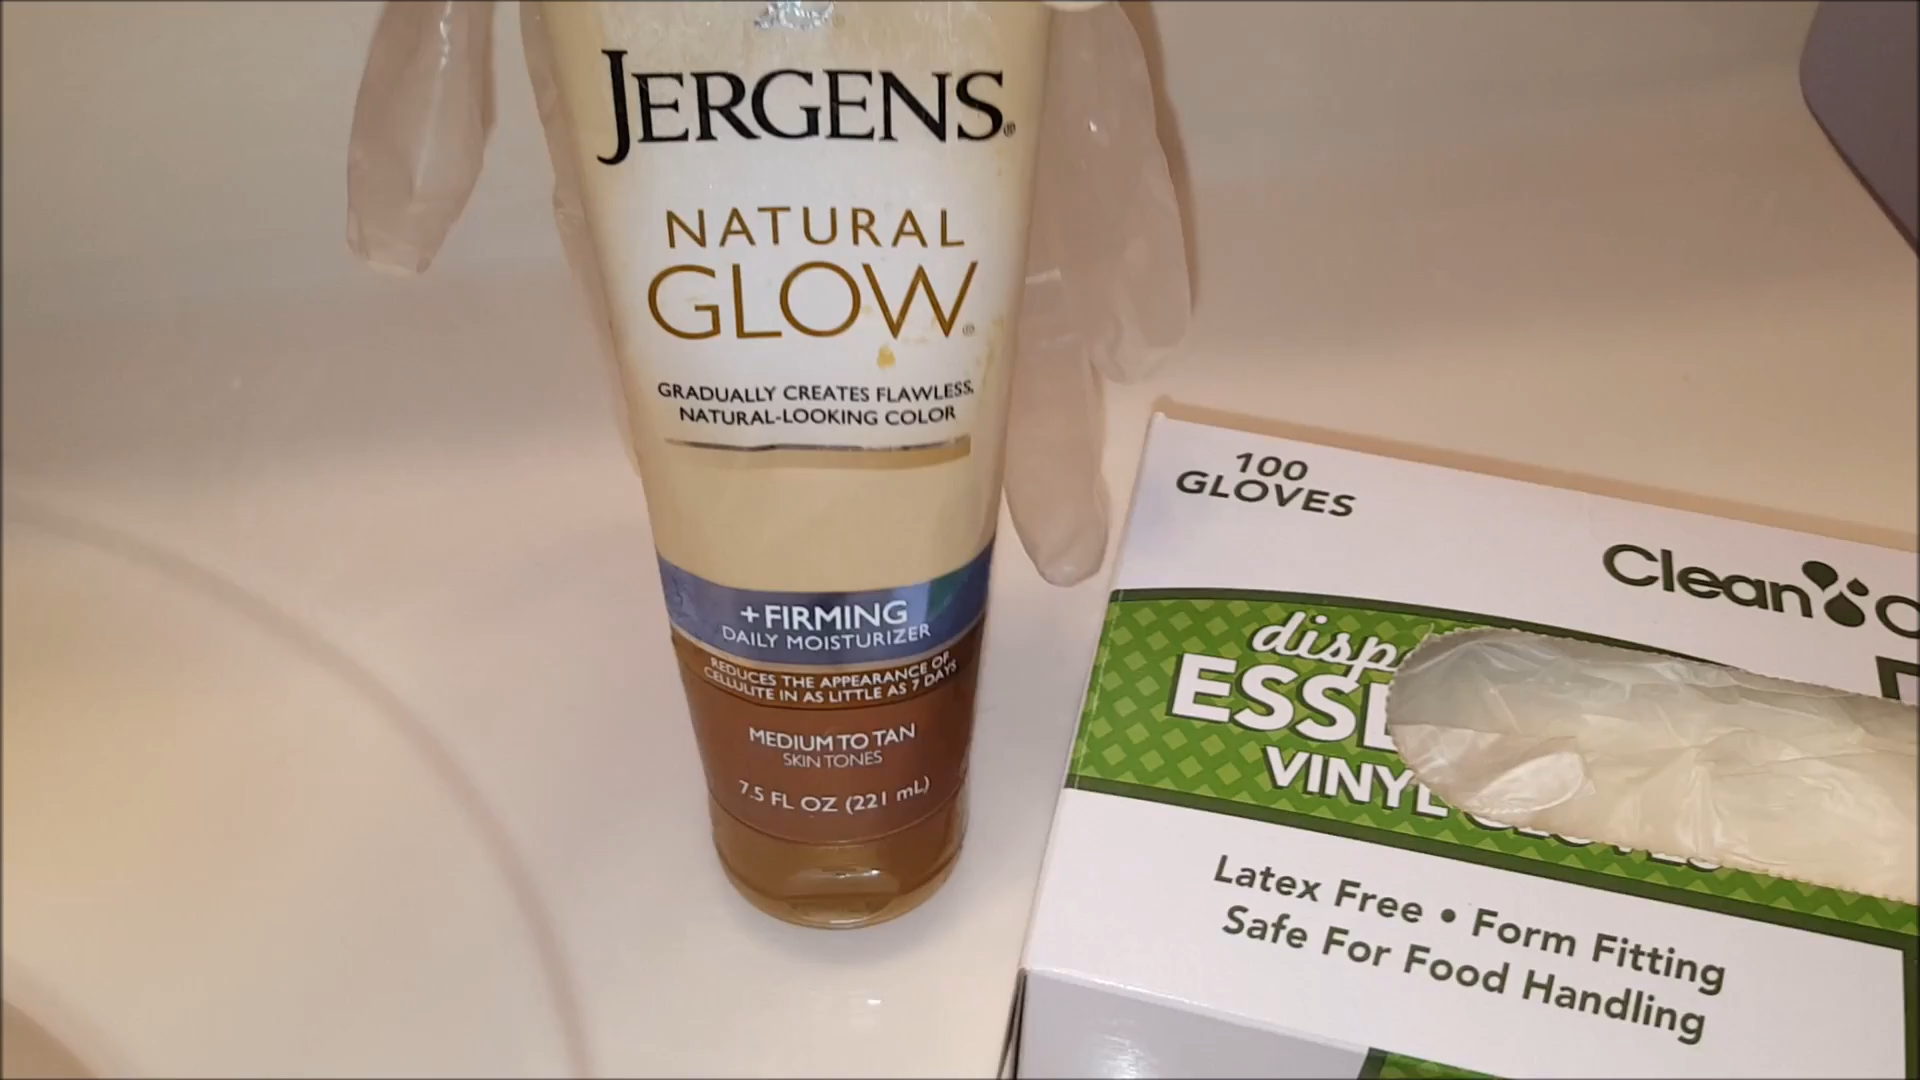 JERGENS®
NATURAL
GLOW®
GRADUALLY CREATES FLAWLESS,
NATURAL-LOOKING COLOR
+FIRMING
DAILY MOISTURIZER
REDUCES THE APPEARANCE OF
CELLULITE IN AS LITTLE AS 7 DAYS
MEDIUM TO TAN
SKIN TONES
7.5 FL OZ (221 mL)
100
GLOVES
Clean
VINYL
Latex Free • Form Fitting
Safe For Food Handling